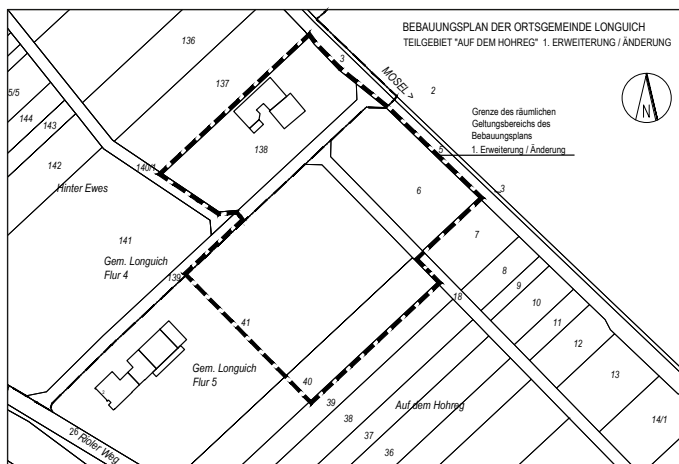 BEBAUUNGSPLAN DER ORTSGEMEINDE LONGUICH
TEILGEBIET "AUF DEM HOHREG" 1. ERWEITERUNG / ÄNDERUNG
136
3
MOSEL >
2
137
5/5
144
143
N
Grenze des räumlichen
Geltungsbereichs des
Bebauungsplans
1. Erweiterung / Änderung
138
5
142
140/1
Hinter Ewes
6
3
141
7
Gem. Longuich
Flur 4
8
139
9
18
10
41
11
12
Gem. Longuich
Flur 5
13
40
39
Auf dem Hohreg
38
14/1
37
26
Rioler Weg
36